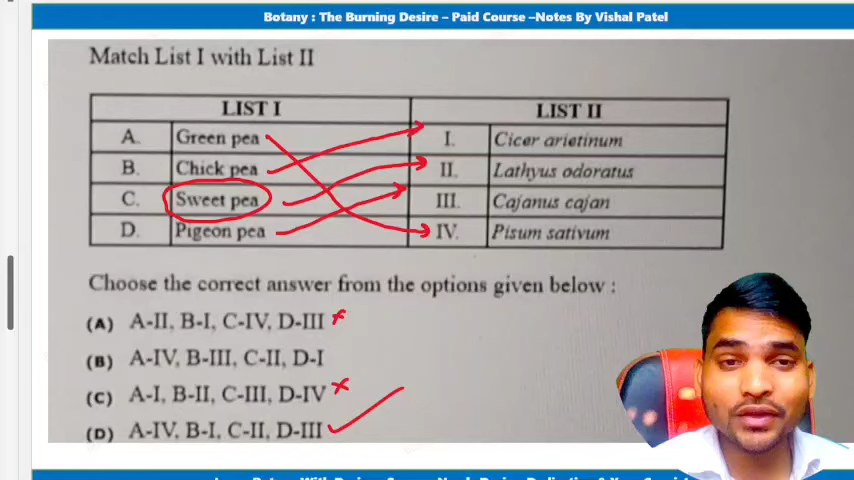 Botany : The Burning Desire – Paid Course –Notes By Vishal Patel
Match List I with List II
LIST I LIST II
A. Green pea I. Cicer arietinum
B. Chick pea II. Lathyus odoratus
C. Sweet pea III. Cajanus cajan
D. Pigeon pea IV. Pisum sativum
Choose the correct answer from the options given below :
(A) A-II, B-I, C-IV, D-III
(B) A-IV, B-III, C-II, D-I
(C) A-I, B-II, C-III, D-IV
(D) A-IV, B-I, C-II, D-III